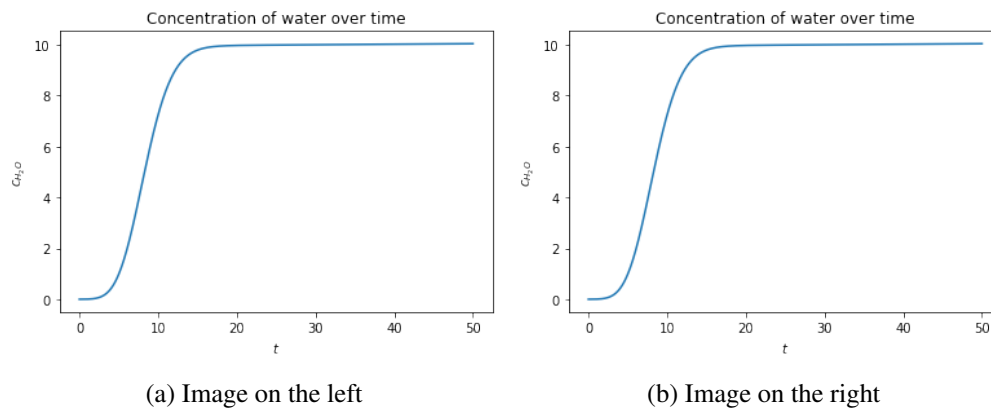 Concentration of water over time
10
8
6
4
2
0
c_{H_2O}
0 10 20 30 40 50
t
(a) Image on the left
Concentration of water over time
10
8
6
4
2
0
c_{H_2O}
0 10 20 30 40 50
t
(b) Image on the right